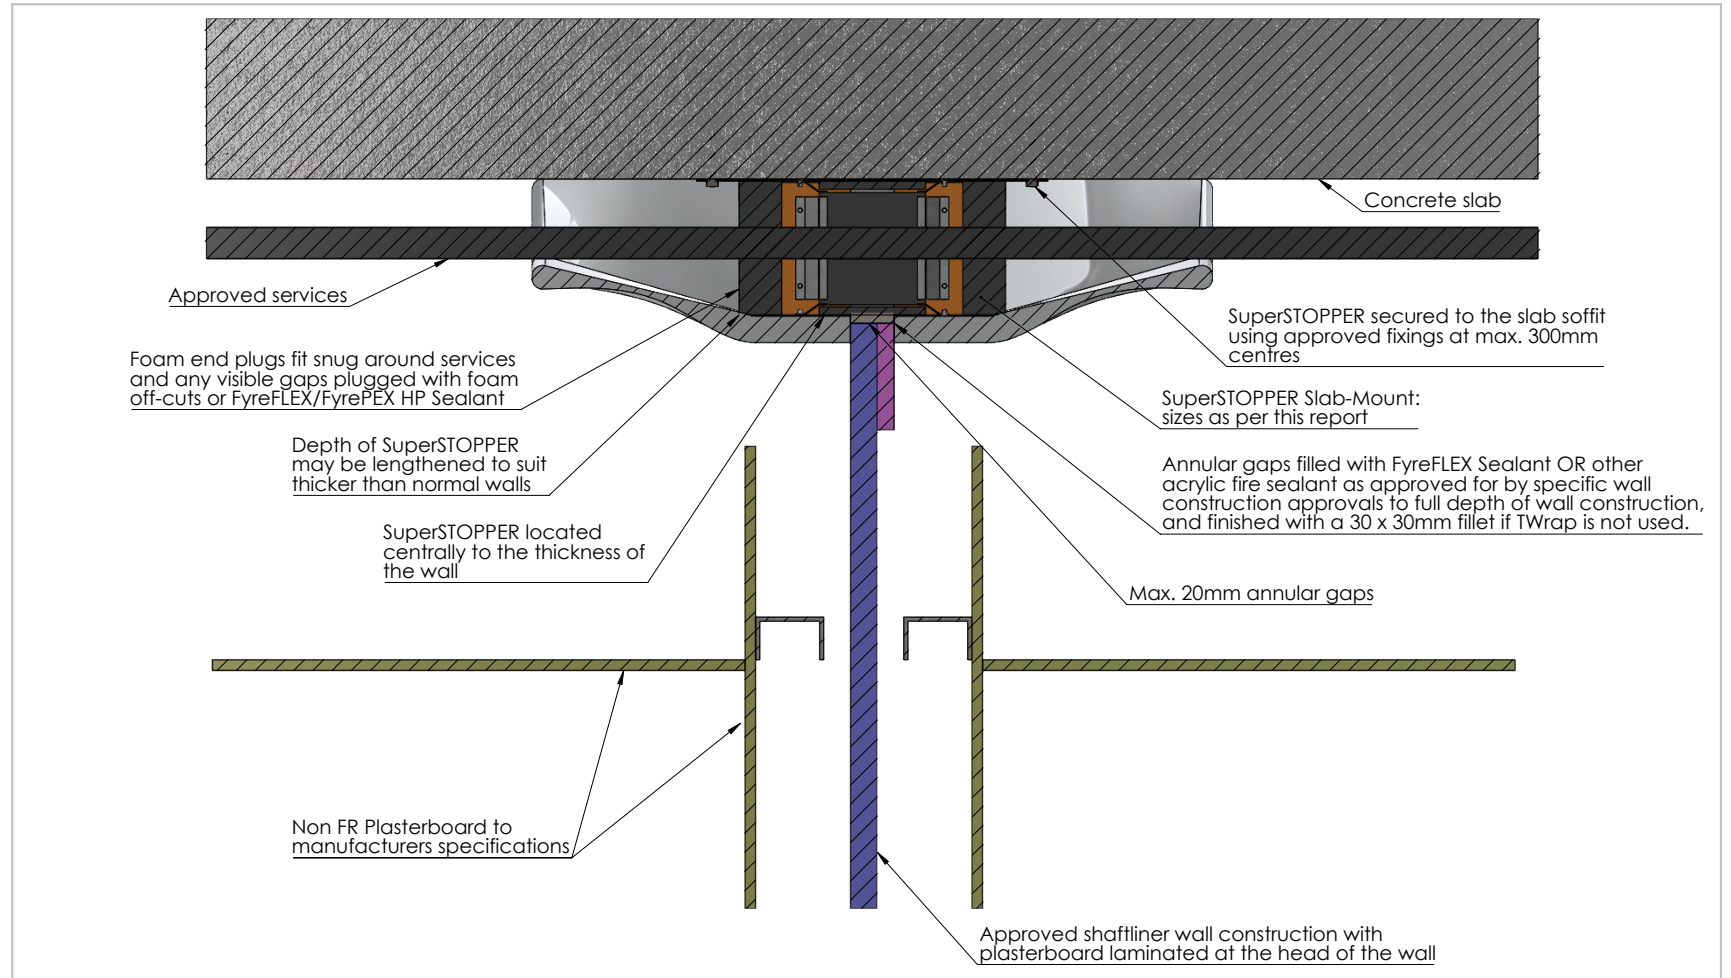 Concrete slab
Approved services
SuperSTOPPER secured to the slab soffit
using approved fixings at max. 300mm
centres
Foam end plugs fit snug around services
and any visible gaps plugged with foam
off-cuts or FyreFLEX/FyrePEX HP Sealant
SuperSTOPPER Slab-Mount:
sizes as per this report
Depth of SuperSTOPPER
may be lengthened to suit
thicker than normal walls
Annular gaps filled with FyreFLEX Sealant OR other
acrylic fire sealant as approved for by specific wall
construction approvals to full depth of wall construction,
and finished with a 30 x 30mm fillet if TWrap is not used.
SuperSTOPPER located
centrally to the thickness of
the wall
Max. 20mm annular gaps
Non FR Plasterboard to
manufacturers specifications
Approved shaftliner wall construction with
plasterboard laminated at the head of the wall